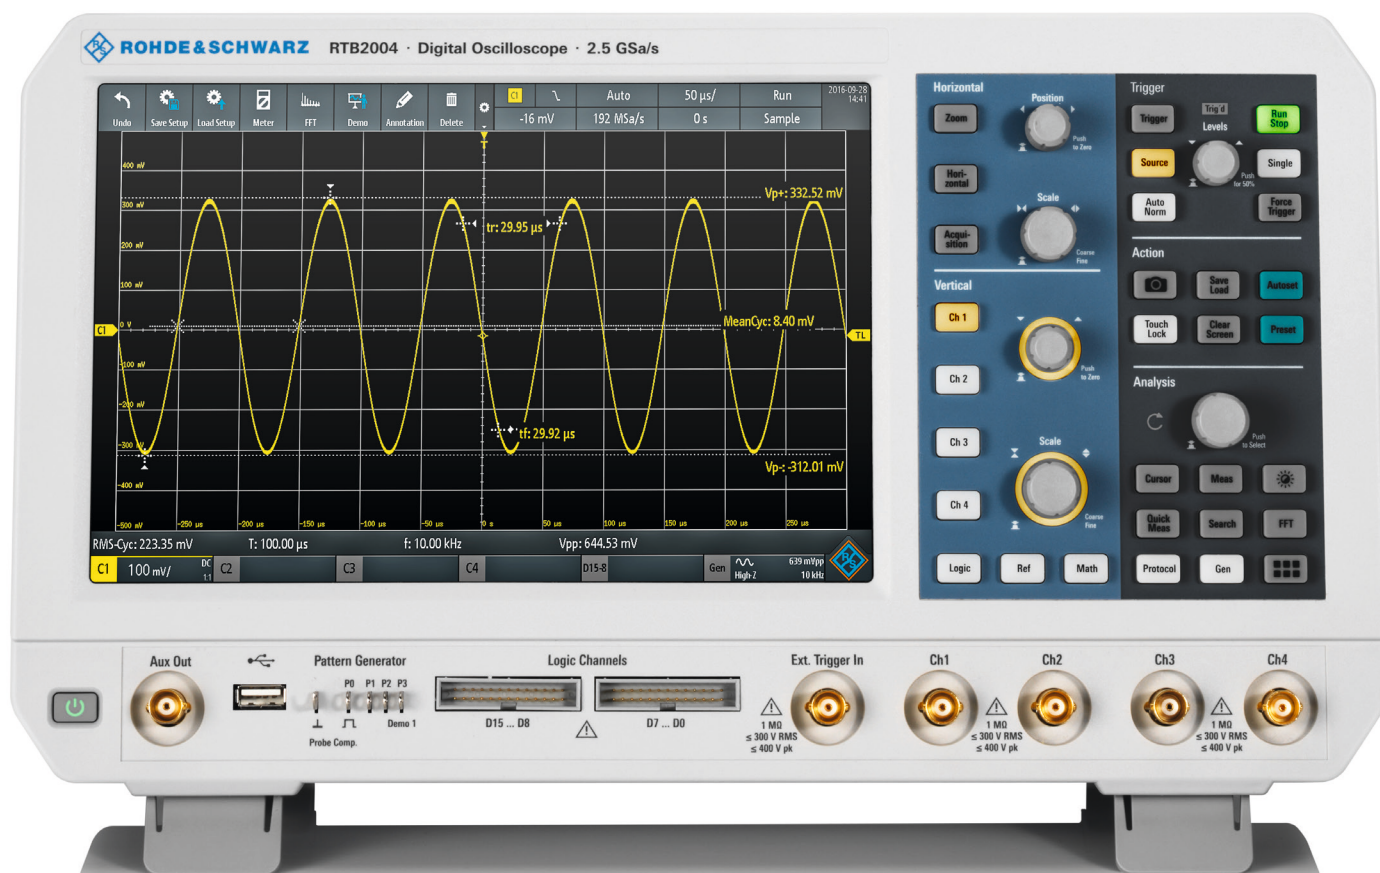 ROHDE&SCHWARZ RTB2004 · Digital Oscilloscope · 2.5 GSa/s
Undo Save Setup Load Setup Meter FFT Demo Annotation Delete
C1 Auto 50 µs/ Run 2016-09-28
14:41
-16 mV 192 MSa/s 0 s Sample
T
400 mV
Vp+: 332.52 mV
300 mV
tr: 29.95 µs
200 mV
100 mV
MeanCyc: 8.40 mV
C1 0 V TL
-100 mV
-200 mV
tf: 29.92 µs
-300 mV
Vp-: -312.01 mV
-400 mV
-500 mV -250 µs -200 µs -150 µs -100 µs -50 µs 0 s 50 µs 100 µs 150 µs 200 µs 250 µs
RMS-Cyc: 223.35 mV T: 100.00 µs f: 10.00 kHz Vpp: 644.53 mV
C1 100 mV/ DC 1:1 C2 C3 C4 D15-8 Gen High-Z 639 mVpp 10 kHz
R S
Horizontal
Position
Zoom
Push
to Zero
Hori-
zontal
Scale
Acqui-
sition
Coarse
Fine
Vertical
Ch 1
Push
to Zero
Ch 2
Ch 3
Scale
Ch 4
Coarse
Fine
Logic Ref Math
Trigger
Trigger
Trig'd
Levels
Run
Stop
Source
Push
for 50%
Single
Auto
Norm
Force
Trigger
Action
Save
Load
Autoset
Touch
Lock
Clear
Screen
Preset
Analysis
Push
to Select
Cursor Meas
Quick
Meas
Search FFT
Protocol Gen
Aux Out
Pattern Generator
P0 P1 P2 P3
Demo 1
Probe Comp.
Logic Channels
D15 ... D8 D7 ... D0
Ext. Trigger In Ch1 Ch2 Ch3 Ch4
1 MΩ
≤ 300 V RMS
≤ 400 V pk
1 MΩ
≤ 300 V RMS
≤ 400 V pk
1 MΩ
≤ 300 V RMS
≤ 400 V pk